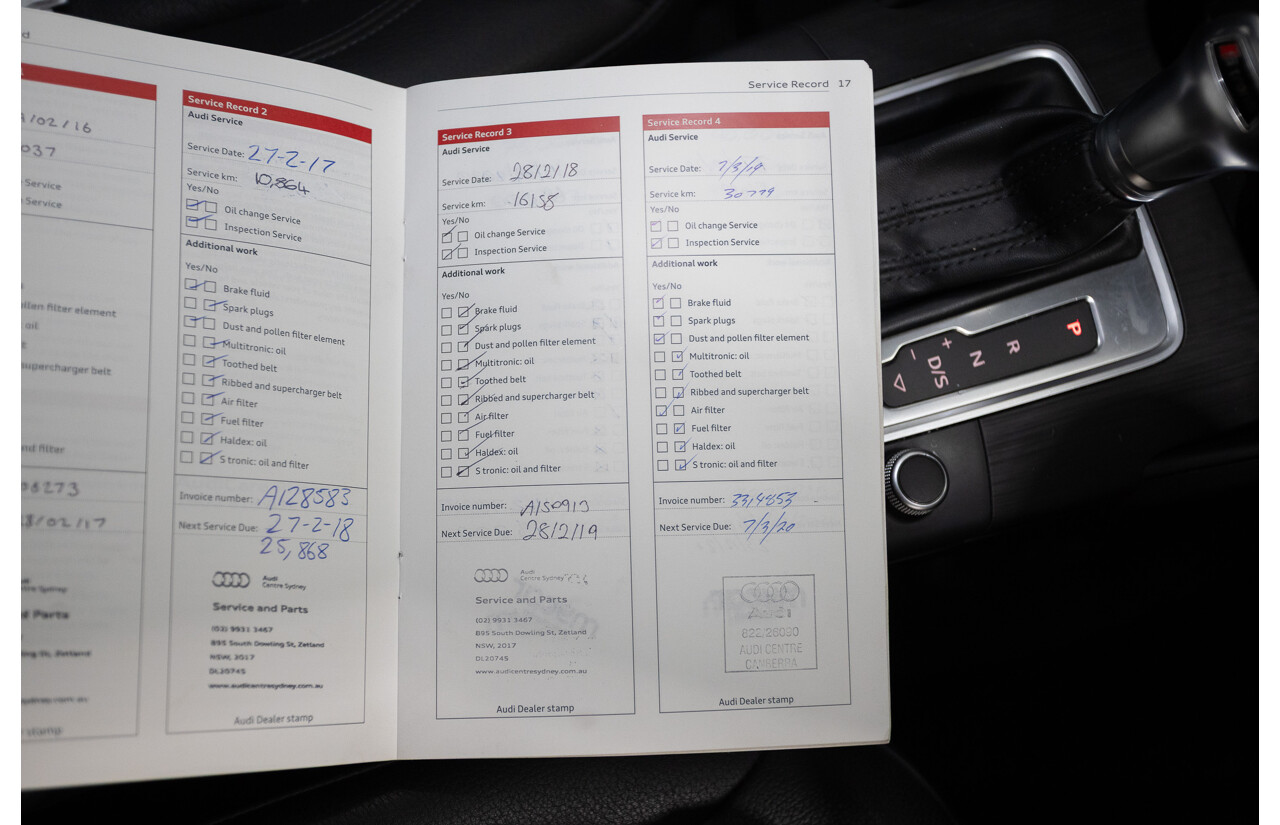 /02/16
037
Service
Service
pollen filter element
oil
supercharger belt
and filter
06273
28/02/17
Service Record 2
Audi Service
Service Date: 27-2-17
Service km: 10,864
Yes/No
Oil change Service
Inspection Service
Additional work
Yes/No
Brake fluid
Spark plugs
Dust and pollen filter element
Multitronic: oil
Toothed belt
Ribbed and supercharger belt
Air filter
Fuel filter
Haldex: oil
S tronic: oil and filter
Invoice number: A128583
Next Service Due: 27-2-18
25,868
Audi
Centre Sydney
Service and Parts
(02) 9931 3467
895 South Dowling St, Zetland
NSW, 2017
DL20745
www.audicentresydney.com.au
Audi Dealer stamp
Service Record 17
Service Record 3
Audi Service
Service Date: 28/2/18
Service km: 16158
Yes/No
Oil change Service
Inspection Service
Additional work
Yes/No
Brake fluid
Spark plugs
Dust and pollen filter element
Multitronic: oil
Toothed belt
Ribbed and supercharger belt
Air filter
Fuel filter
Haldex: oil
S tronic: oil and filter
Invoice number: A150913
Next Service Due: 28/2/19
Audi
Centre Sydney
Service and Parts
(02) 9931 3467
895 South Dowling St, Zetland
NSW, 2017
DL20745
www.audicentresydney.com.au
Audi Dealer stamp
Service Record 4
Audi Service
Service Date: 7/3/19
Service km: 30779
Yes/No
Oil change Service
Inspection Service
Additional work
Yes/No
Brake fluid
Spark plugs
Dust and pollen filter element
Multitronic: oil
Toothed belt
Ribbed and supercharger belt
Air filter
Fuel filter
Haldex: oil
S tronic: oil and filter
Invoice number: 3314853
Next Service Due: 7/3/20
Audi
822/26090
AUDI CENTRE
CANBERRA
Audi Dealer stamp
P
R
N
D/S
+
-